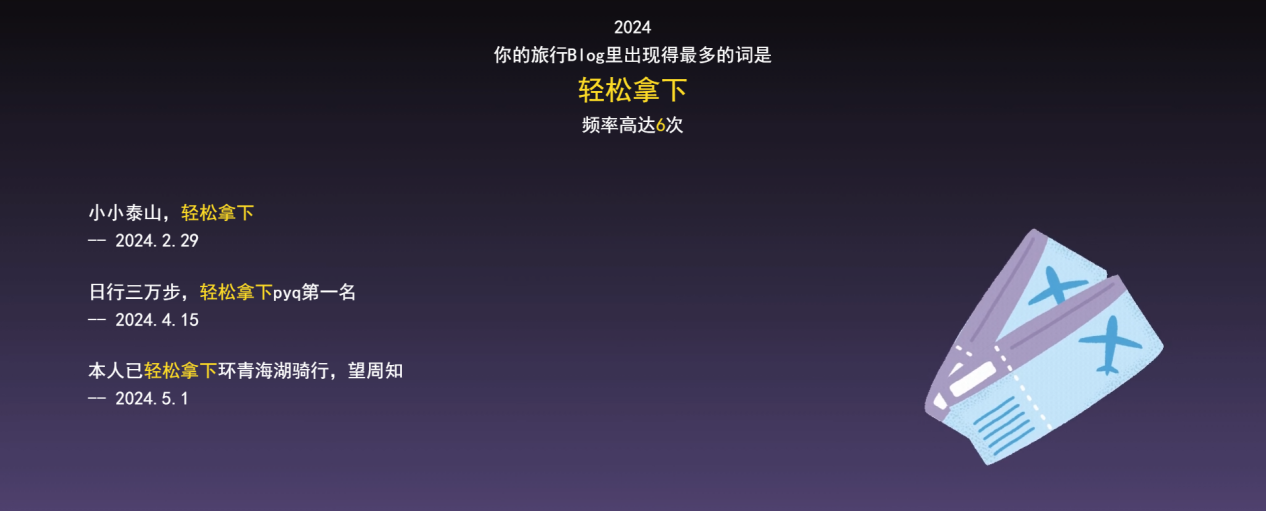 2024
你的旅行Blog里出现得最多的词是
轻松拿下
频率高达6次
小小泰山，轻松拿下
—— 2024.2.29
日行三万步，轻松拿下pyq第一名
—— 2024.4.15
本人已轻松拿下环青海湖骑行，望周知
—— 2024.5.1